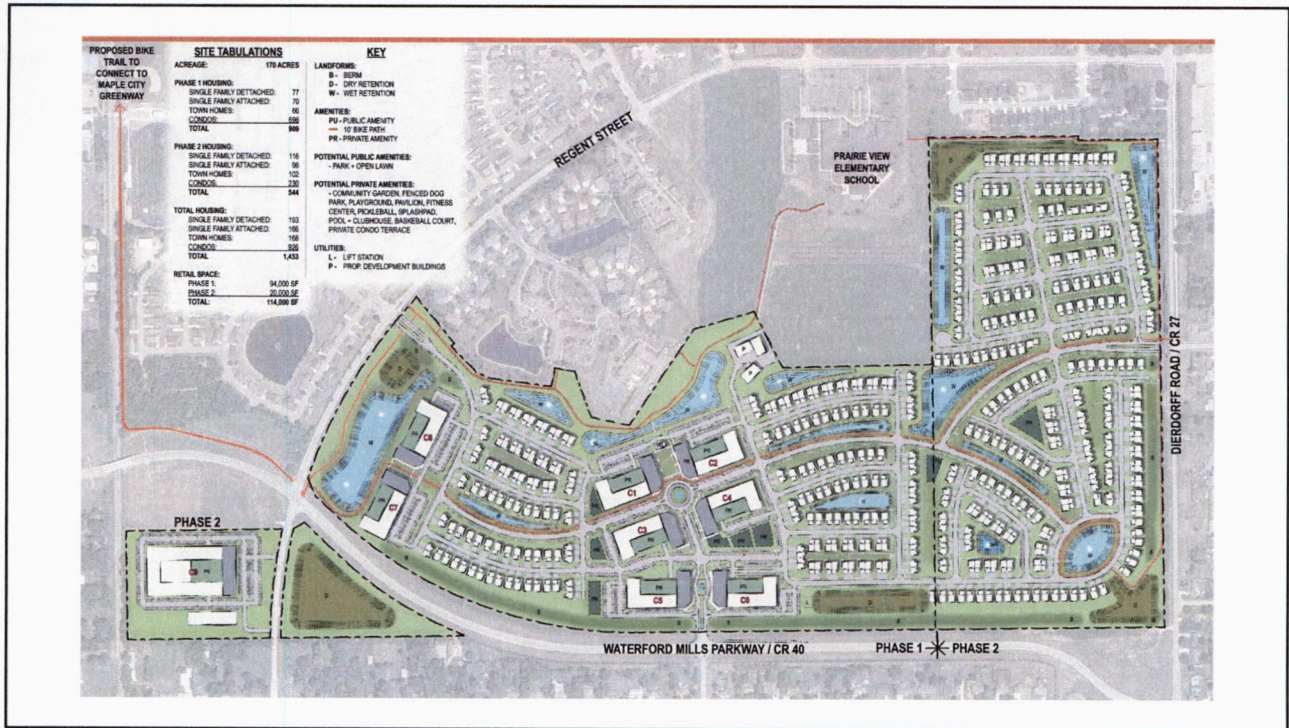 PROPOSED BIKE
TRAIL TO
CONNECT TO
MAPLE CITY
GREENWAY
SITE TABULATIONS
ACREAGE: 170 ACRES
PHASE 1 HOUSING:
SINGLE FAMILY DETTACHED: 77
SINGLE FAMILY ATTACHED: 70
TOWN HOMES: 66
CONDOS: 696
TOTAL 909
PHASE 2 HOUSING:
SINGLE FAMILY DETACHED: 116
SINGLE FAMILY ATTACHED: 96
TOWN HOMES: 102
CONDOS: 230
TOTAL 544
TOTAL HOUSING:
SINGLE FAMILY DETACHED: 193
SINGLE FAMILY ATTACHED: 166
TOWN HOMES: 168
CONDOS: 926
TOTAL 1,453
RETAIL SPACE:
PHASE 1: 94,000 SF
PHASE 2: 20,000 SF
TOTAL: 114,000 SF
KEY
LANDFORMS:
B - BERM
D - DRY RETENTION
W - WET RETENTION
AMENITIES:
PU - PUBLIC AMENITY
10' BIKE PATH
PR - PRIVATE AMENITY
POTENTIAL PUBLIC AMENITIES:
- PARK + OPEN LAWN
POTENTIAL PRIVATE AMENITIES:
- COMMUNITY GARDEN, FENCED DOG
PARK, PLAYGROUND, PAVILION, FITNESS
CENTER, PICKLEBALL, SPLASHPAD,
POOL + CLUSHOUSE, BASKEBALL COURT,
PRIVATE CONDO TERRACE
UTILITIES:
L - LIFT STATION
P - PROP. DEVELOPMENT BUILDINGS
REGENT STREET
PRAIRIE VIEW
ELEMENTARY
SCHOOL
DIERDORFF ROAD / CR 27
C1
C2
C4
C3
C7
C5
PHASE 2
WATERFORD MILLS PARKWAY / CR 40
PHASE 1
PHASE 2